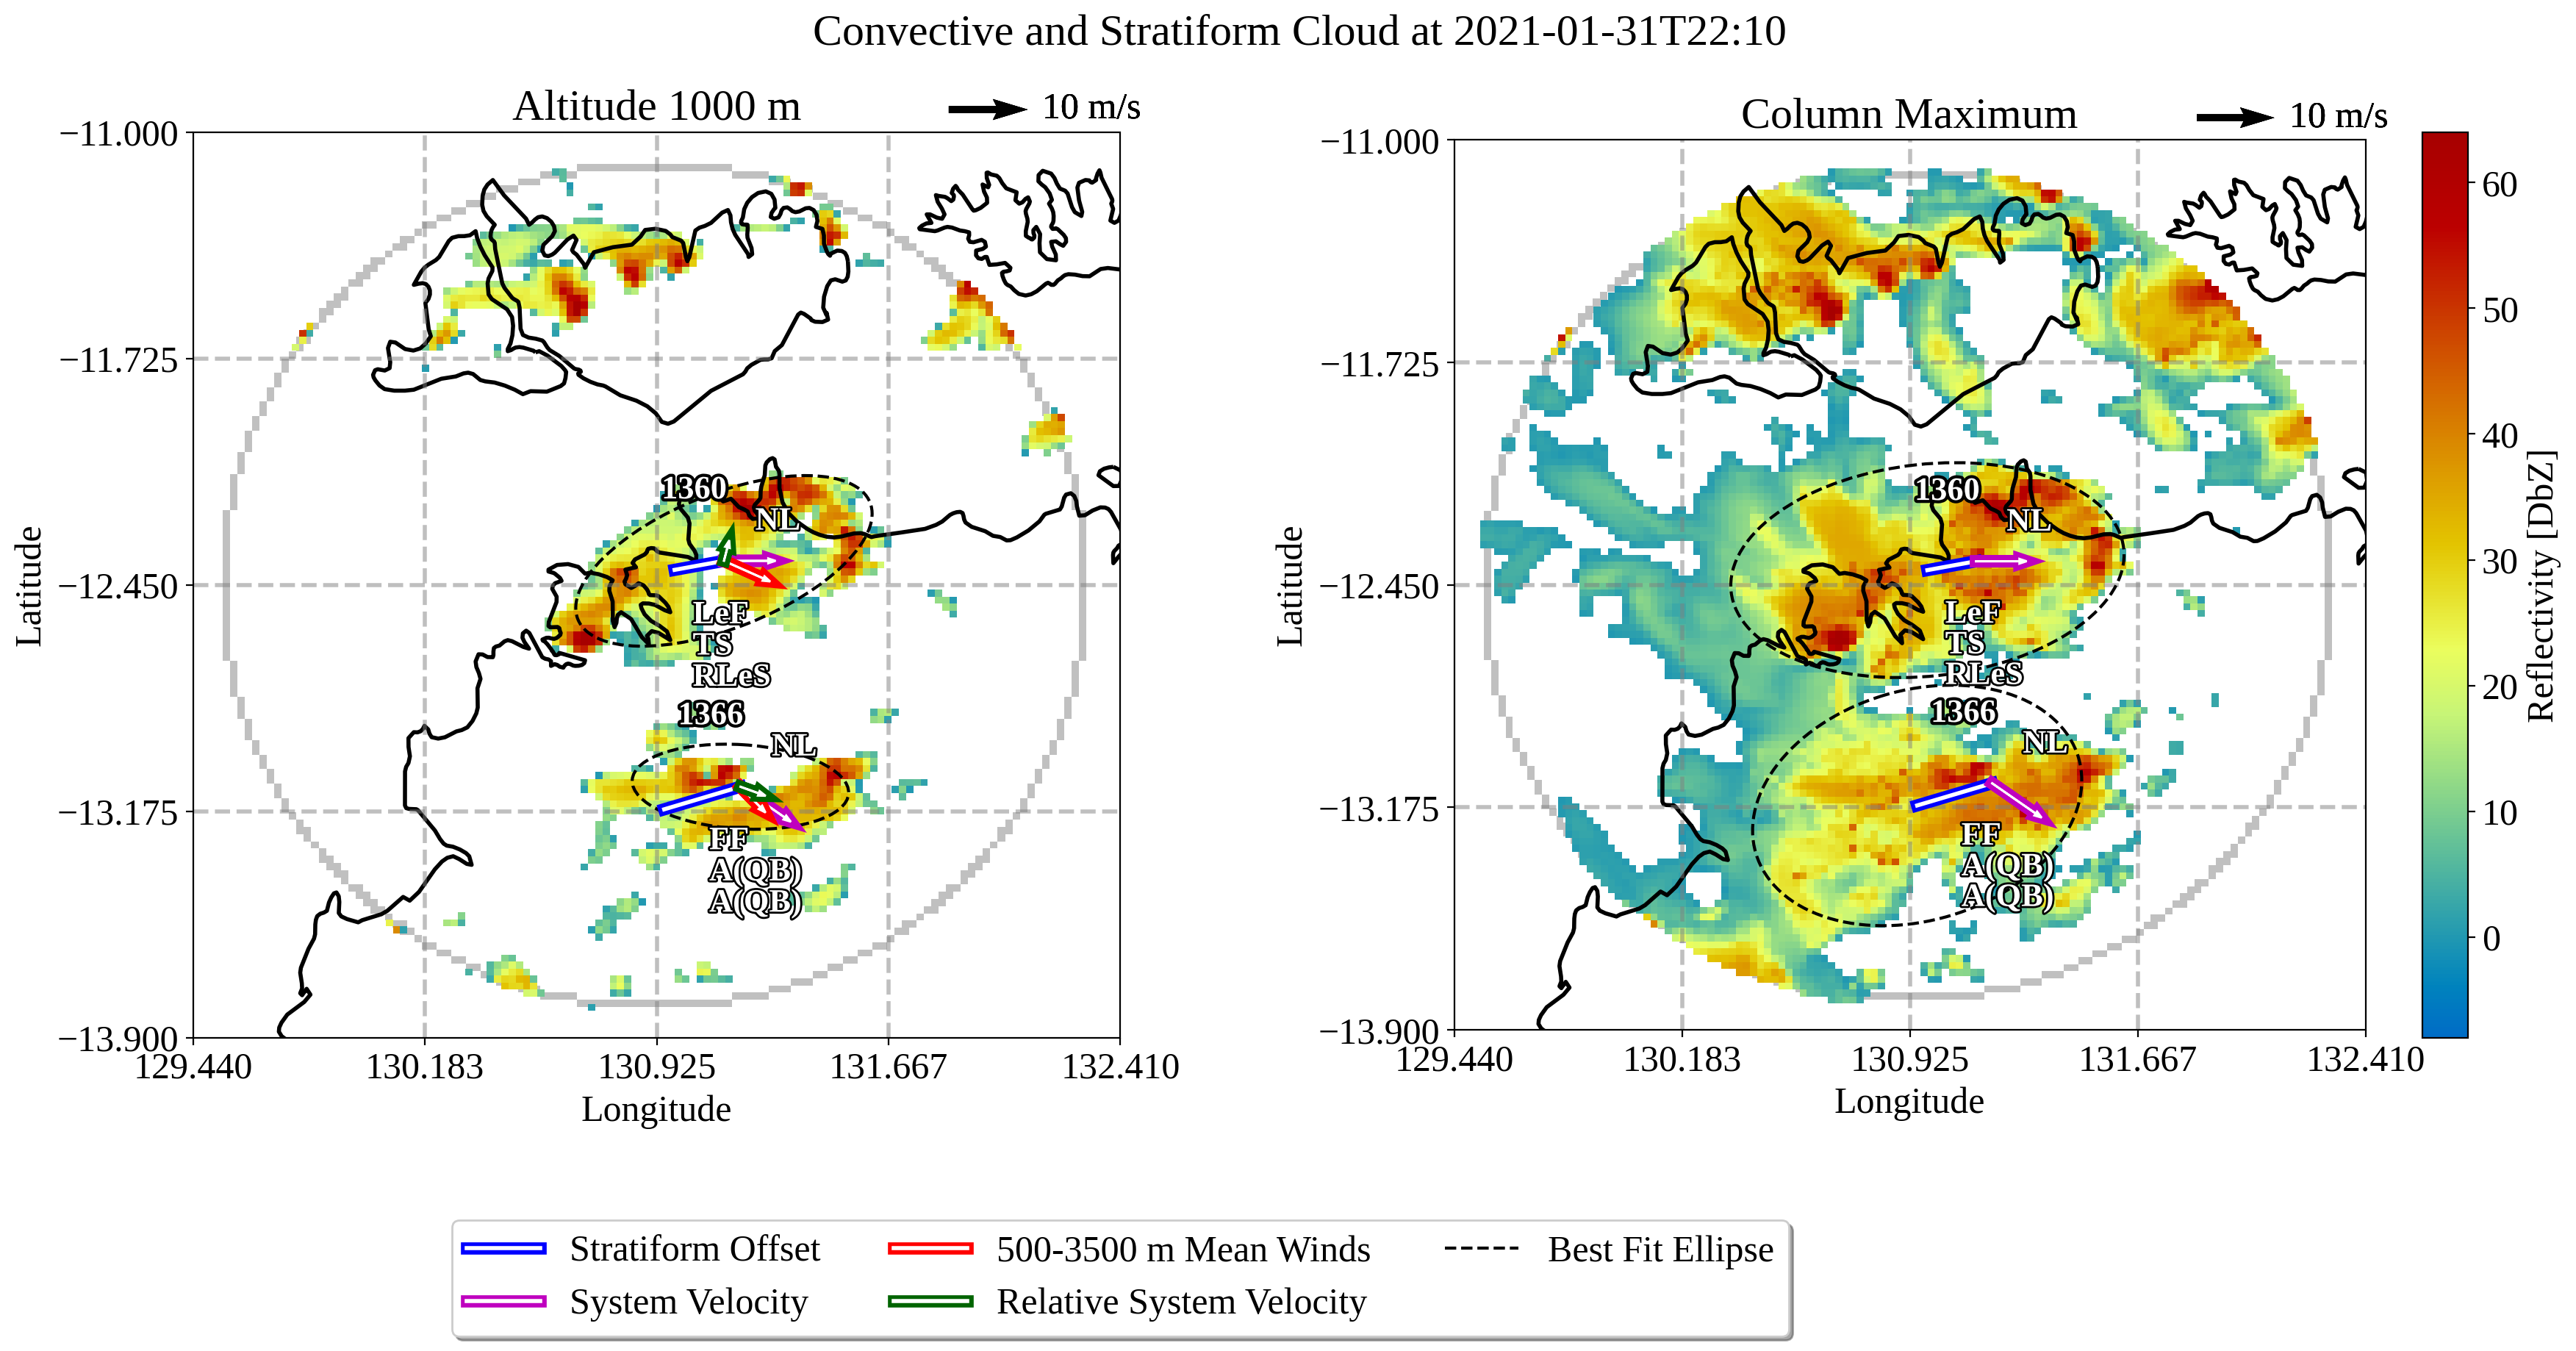 Convective and Stratiform Cloud at 2021-01-31T22:10
Altitude 1000 m
10 m/s
−11.000
−11.725
−12.450
−13.175
−13.900
Latitude
1360
NL
LeF
TS
RLeS
1366
NL
FF
A(QB)
A(QB)
129.440
130.183
130.925
131.667
132.410
Longitude
Column Maximum
10 m/s
−11.000
−11.725
−12.450
−13.175
−13.900
Latitude
1360
NL
LeF
TS
RLeS
1366
NL
FF
A(QB)
A(QB)
129.440
130.183
130.925
131.667
132.410
Longitude
60
50
40
30
20
10
0
Reflectivity [DbZ]
Stratiform Offset
System Velocity
500-3500 m Mean Winds
Relative System Velocity
Best Fit Ellipse